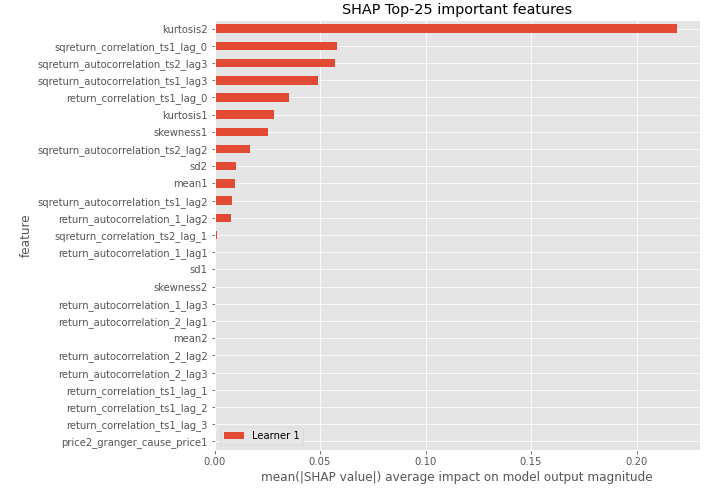 SHAP Top-25 important features
kurtosis2
sqreturn_correlation_ts1_lag_0
sqreturn_autocorrelation_ts2_lag3
sqreturn_autocorrelation_ts1_lag3
return_correlation_ts1_lag_0
kurtosis1
skewness1
sqreturn_autocorrelation_ts2_lag2
sd2
mean1
sqreturn_autocorrelation_ts1_lag2
return_autocorrelation_1_lag2
sqreturn_correlation_ts2_lag_1
return_autocorrelation_1_lag1
sd1
skewness2
return_autocorrelation_1_lag3
return_autocorrelation_2_lag1
mean2
return_autocorrelation_2_lag2
return_autocorrelation_2_lag3
return_correlation_ts1_lag_1
return_correlation_ts1_lag_2
return_correlation_ts1_lag_3
price2_granger_cause_price1
feature
Learner 1
0.00 0.05 0.10 0.15 0.20
mean(|SHAP value|) average impact on model output magnitude